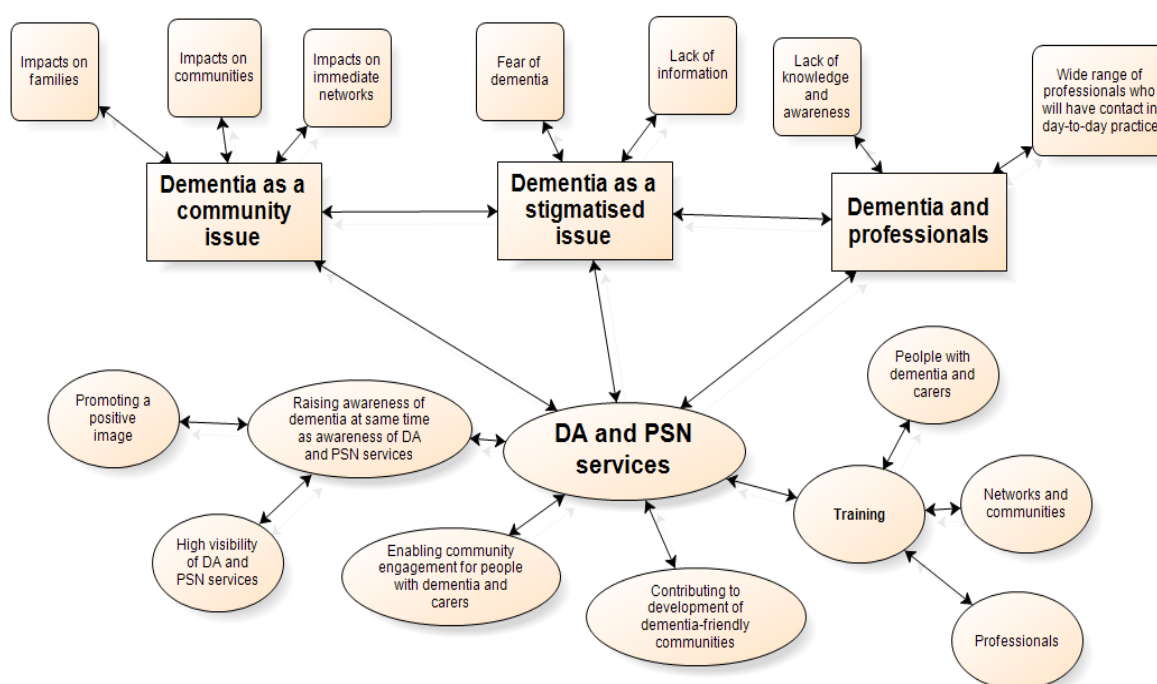 Impacts on
families
Impacts on
communities
Impacts on
immediate
networks
Fear of
dementia
Lack of
information
Lack of
knowledge
and
awareness
Wide range of
professionals who
will have contact in
day-to-day practice
Dementia as a
community
issue
Dementia as a
stigmatised
issue
Dementia and
professionals
Peolple with
dementia and
carers
Promoting a
positive
image
Raising awareness of
dementia at same time
as awareness of DA
and PSN services
DA and PSN
services
Training
Networks and
communities
High visibility
of DA and
PSN services
Enabling community
engagement for people
with dementia and
carers
Contributing to
development of
dementia-friendly
communities
Professionals